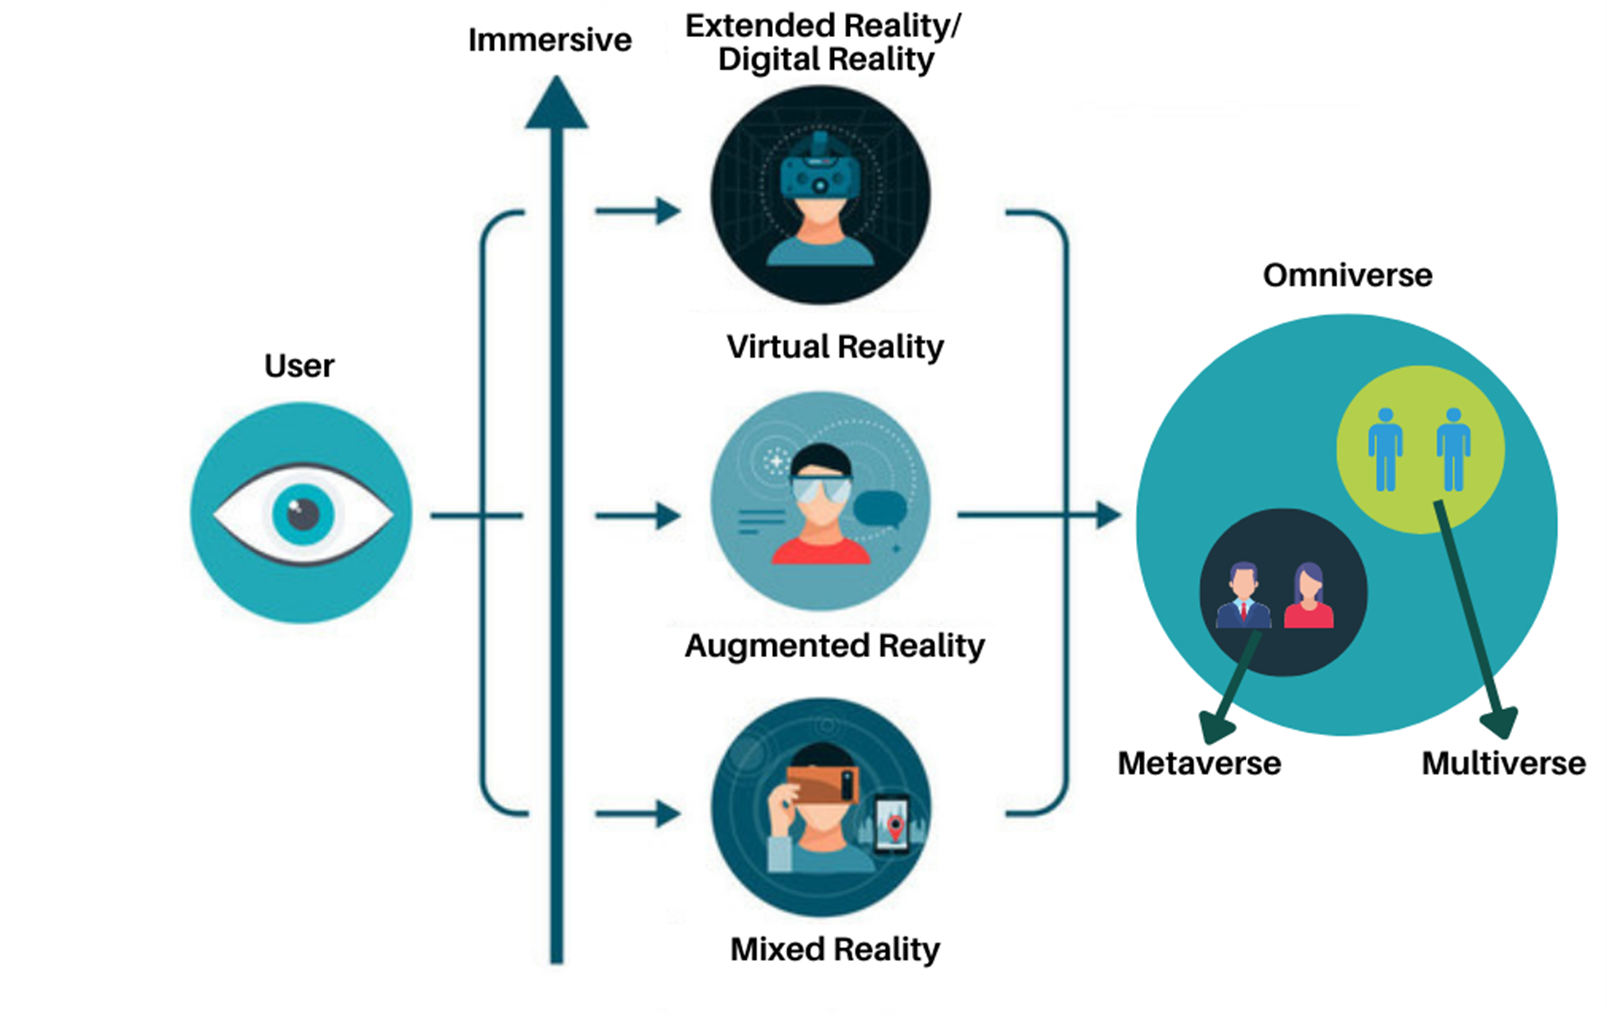 Immersive
Extended Reality/
Digital Reality
Virtual Reality
User
Augmented Reality
Mixed Reality
Omniverse
Metaverse
Multiverse